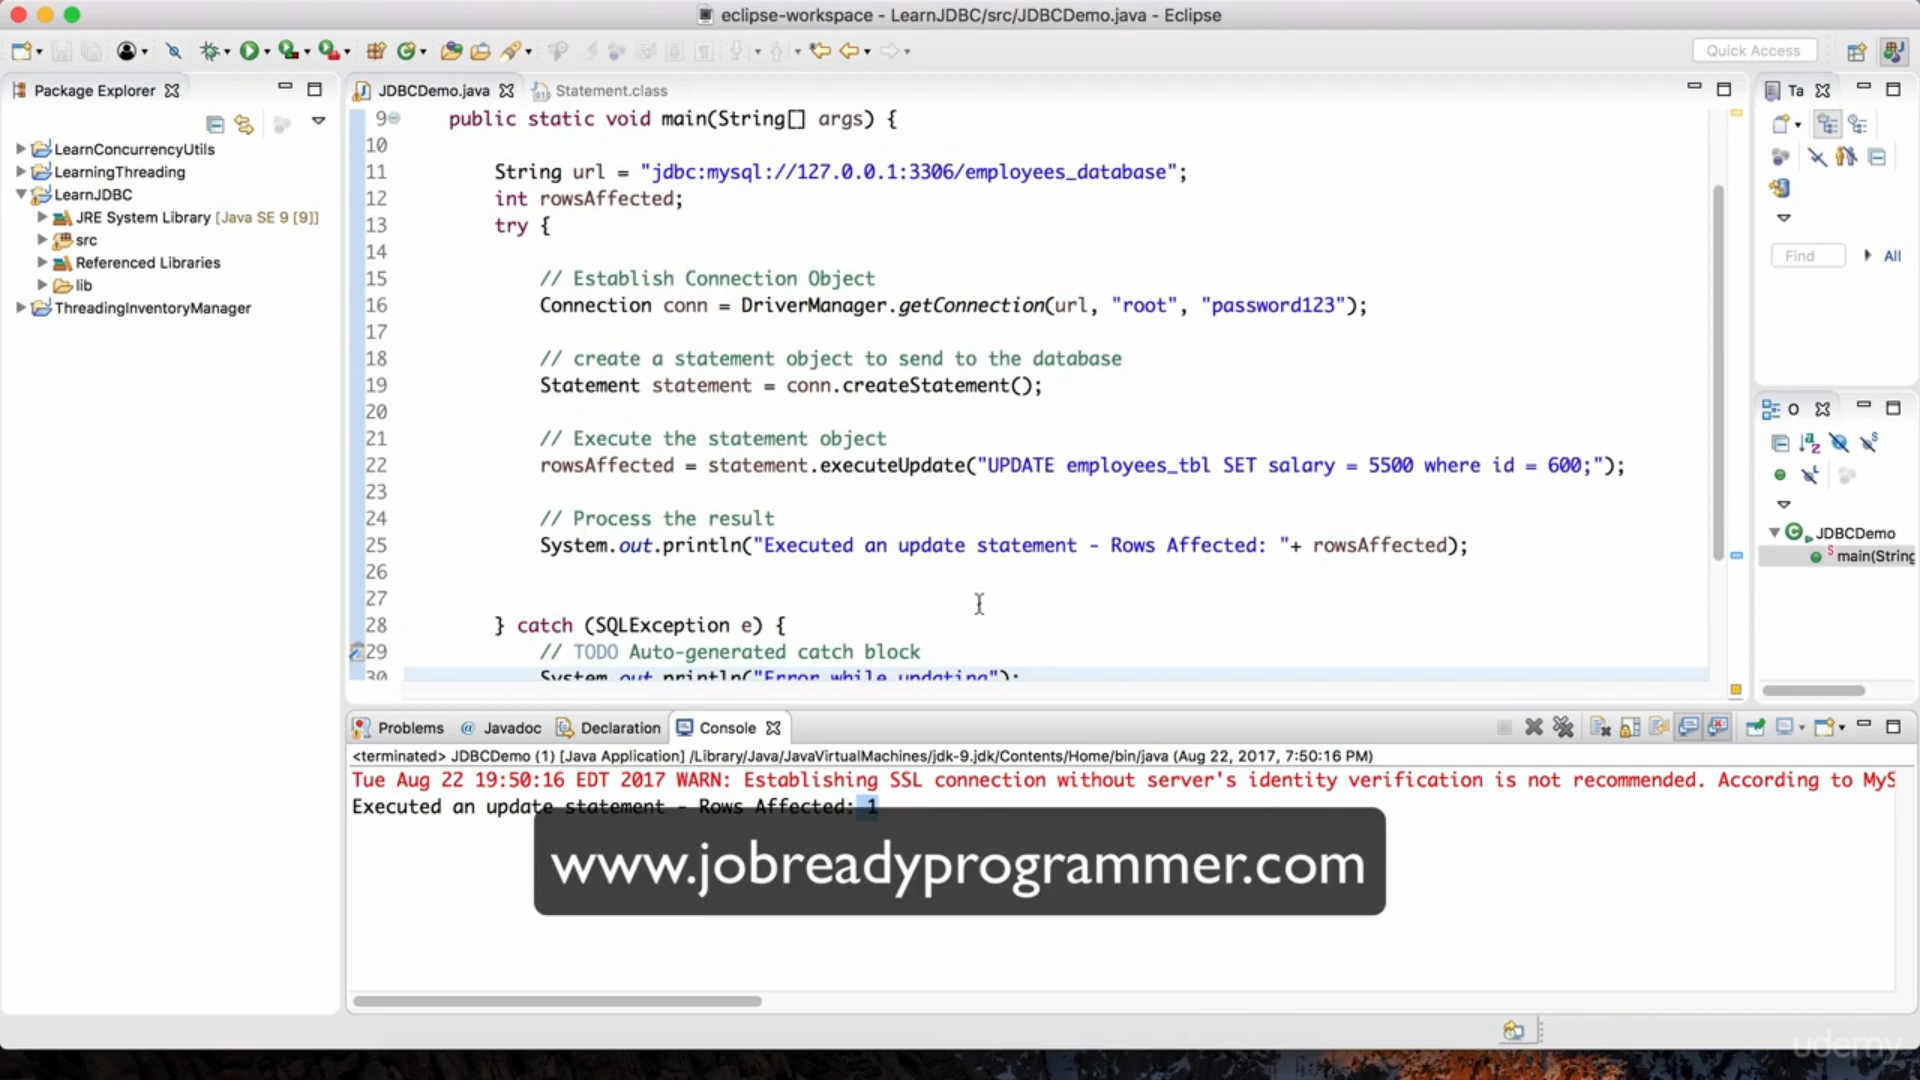 eclipse-workspace - LearnJDBC/src/JDBCDemo.java - Eclipse
Quick Access
Package Explorer
LearnConcurrencyUtils
LearningThreading
LearnJDBC
JRE System Library [Java SE 9 [9]]
src
Referenced Libraries
lib
ThreadingInventoryManager
JDBCDemo.java
Statement.class
9 public static void main(String[] args) {
10
11 String url = "jdbc:mysql://127.0.0.1:3306/employees_database";
12 int rowsAffected;
13 try {
14
15 // Establish Connection Object
16 Connection conn = DriverManager.getConnection(url, "root", "password123");
17
18 // create a statement object to send to the database
19 Statement statement = conn.createStatement();
20
21 // Execute the statement object
22 rowsAffected = statement.executeUpdate("UPDATE employees_tbl SET salary = 5500 where id = 600;");
23
24 // Process the result
25 System.out.println("Executed an update statement - Rows Affected: "+ rowsAffected);
26
27
28 } catch (SQLException e) {
29 // TODO Auto-generated catch block
30 System.out.println("Error while updating");
Ta
Find
All
O
JDBCDemo
main(String
Problems
Javadoc
Declaration
Console
<terminated> JDBCDemo (1) [Java Application] /Library/Java/JavaVirtualMachines/jdk-9.jdk/Contents/Home/bin/java (Aug 22, 2017, 7:50:16 PM)
Tue Aug 22 19:50:16 EDT 2017 WARN: Establishing SSL connection without server's identity verification is not recommended. According to MyS
Executed an update statement - Rows Affected: 1
www.jobreadyprogrammer.com
udemy